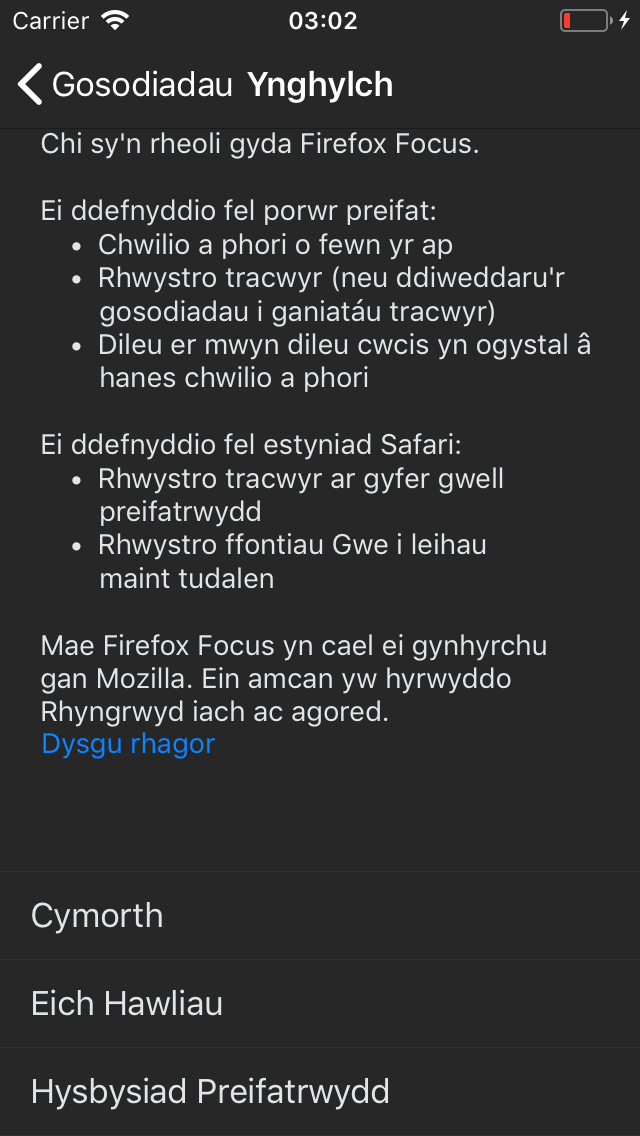 Carrier 03:02
Gosodiadau Ynghylch
Chi sy'n rheoli gyda Firefox Focus.
Ei ddefnyddio fel porwr preifat:
• Chwilio a phori o fewn yr ap
• Rhwystro tracwyr (neu ddiweddaru'r
gosodiadau i ganiatáu tracwyr)
• Dileu er mwyn dileu cwcis yn ogystal â
hanes chwilio a phori
Ei ddefnyddio fel estyniad Safari:
• Rhwystro tracwyr ar gyfer gwell
preifatrwydd
• Rhwystro ffontiau Gwe i leihau
maint tudalen
Mae Firefox Focus yn cael ei gynhyrchu
gan Mozilla. Ein amcan yw hyrwyddo
Rhyngrwyd iach ac agored.
Dysgu rhagor
Cymorth
Eich Hawliau
Hysbysiad Preifatrwydd